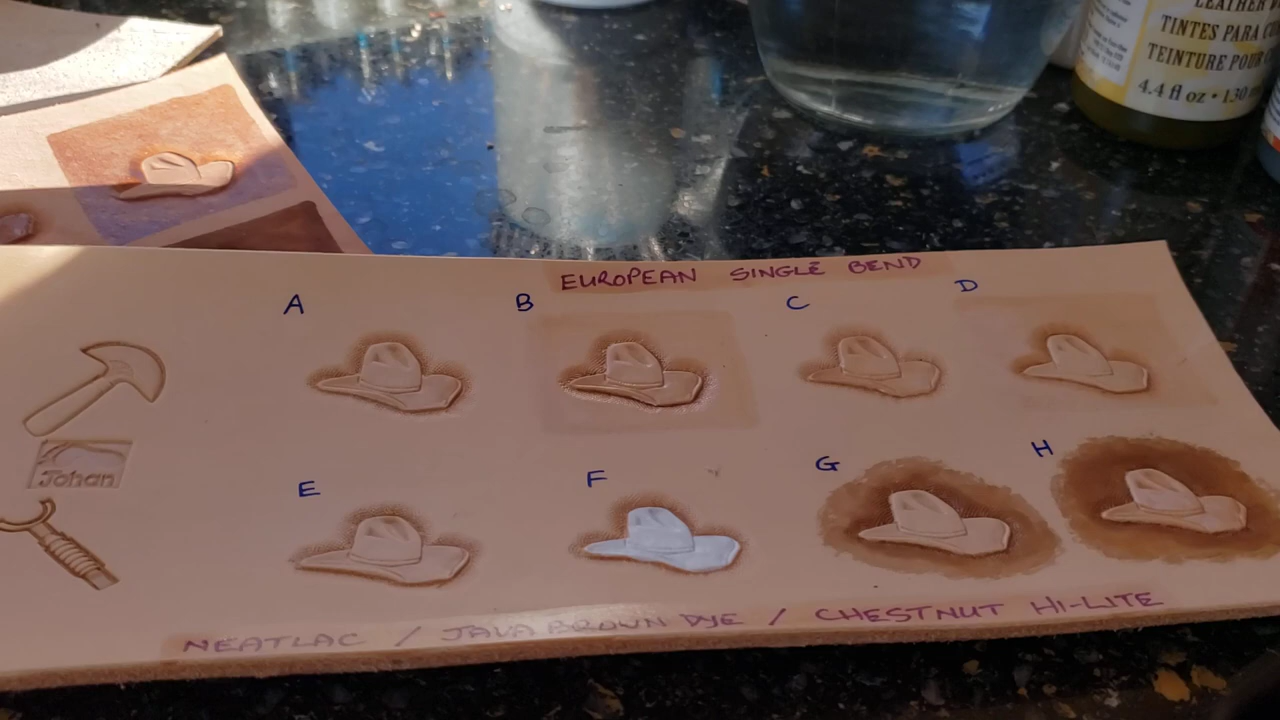 LEATHER
TINTES PARA
TEINTURE POUR
4.4 fl oz • 130
EUROPEAN SINGLE BEND
A B C D
Johan
E F G H
NEATLAC / JAVA BROWN DYE / CHESTNUT HI-LITE